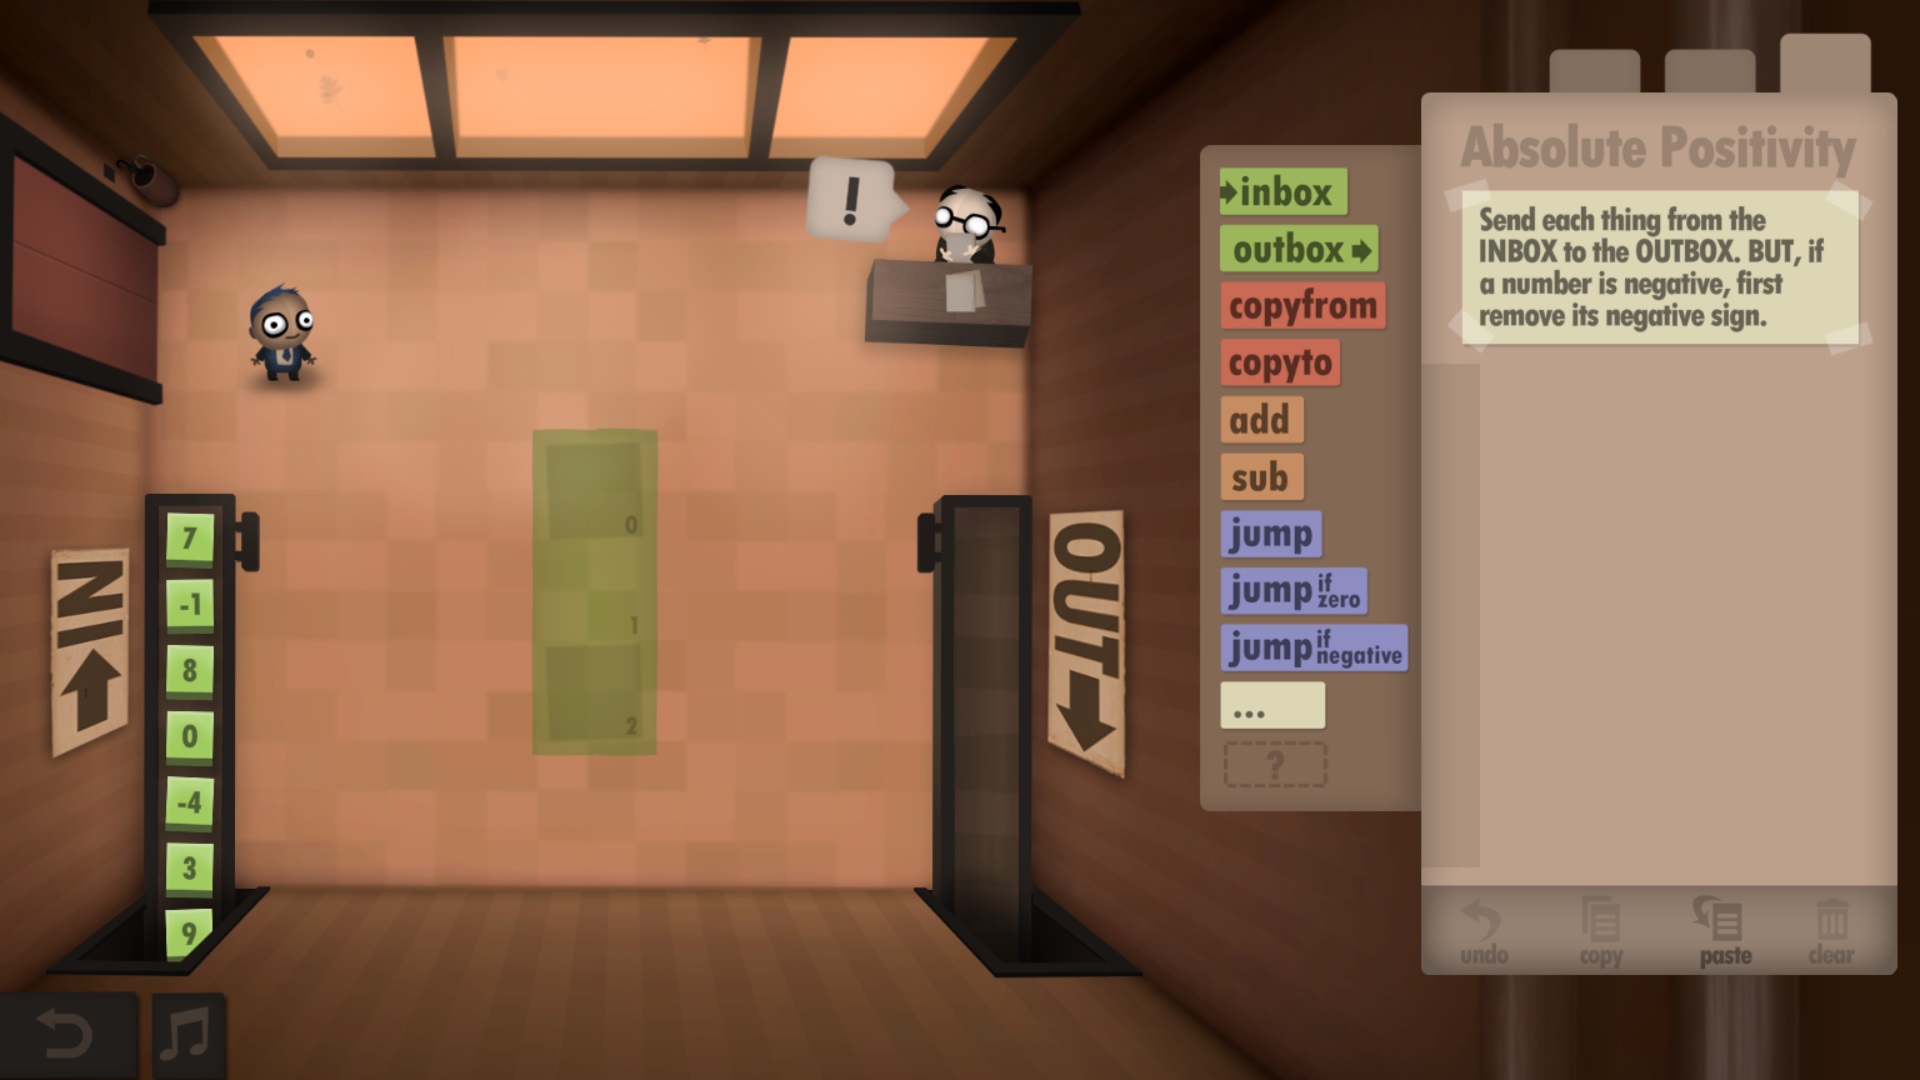 Absolute Positivity
Send each thing from the
INBOX to the OUTBOX. BUT, if
a number is negative, first
remove its negative sign.
inbox
outbox
copyfrom
copyto
add
sub
jump
jump if zero
jump if negative
...
?
!
IN
7
-1
8
0
-4
3
9
0
1
2
OUT
undo
copy
paste
clear